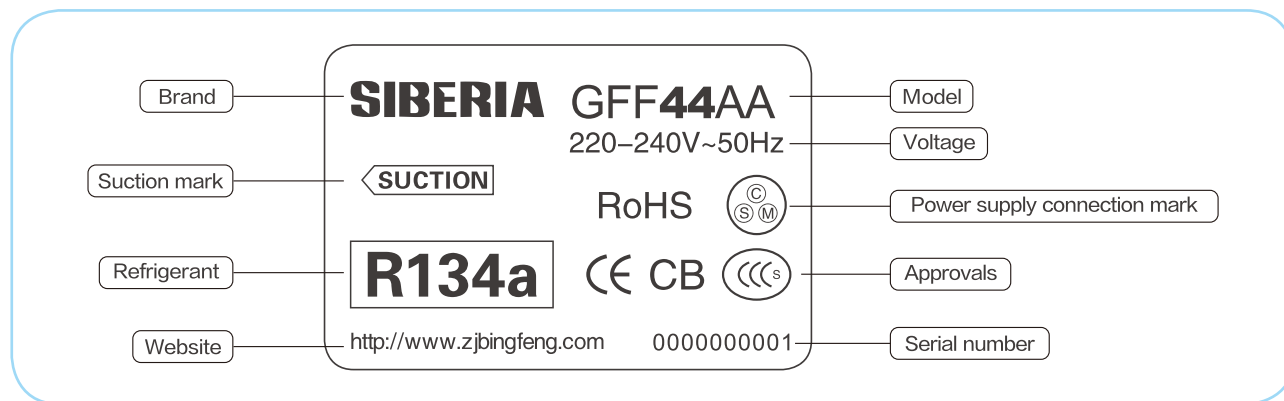 Brand
SIBERIA GFF44AA
Model
220–240V~50Hz
Voltage
Suction mark
SUCTION
RoHS
C
S M
Power supply connection mark
Refrigerant
R134a
CE CB CCC S
Approvals
Website
http://www.zjbingfeng.com
0000000001
Serial number